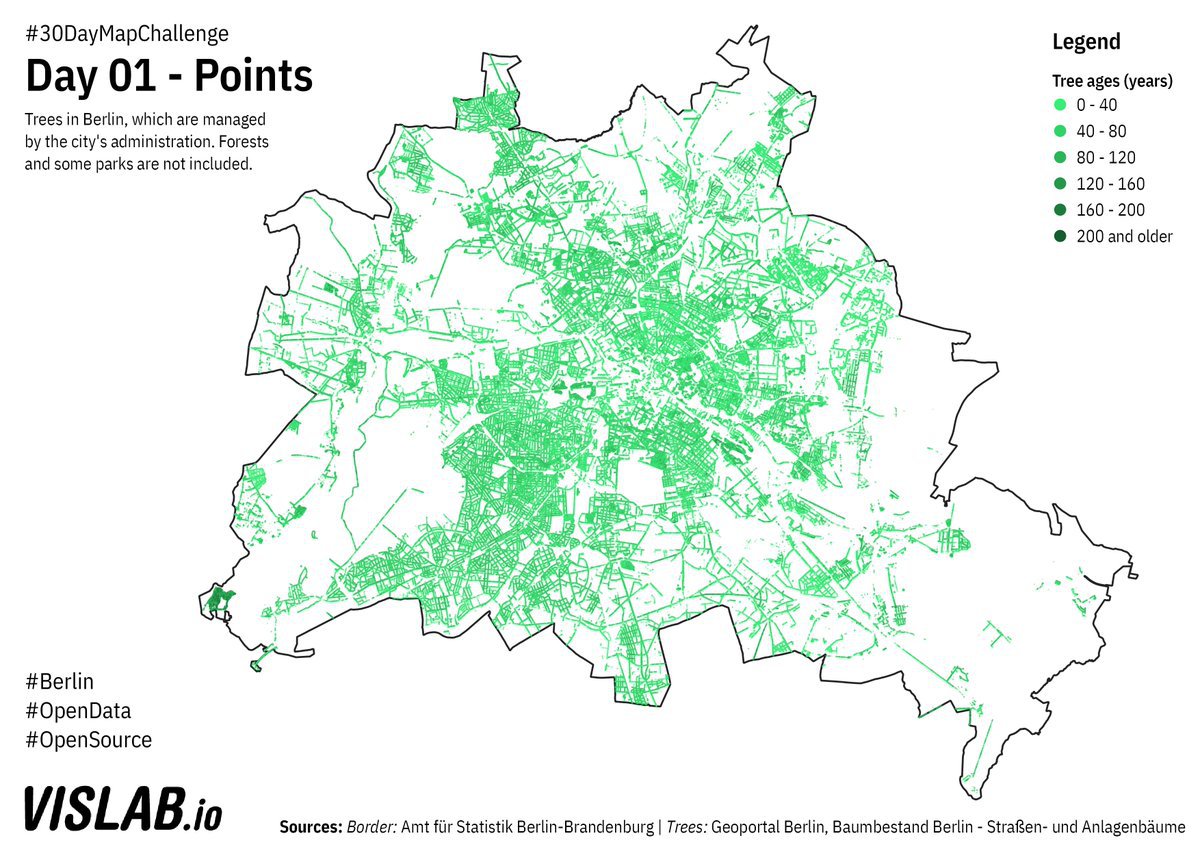 #30DayMapChallenge
Day 01 - Points
Trees in Berlin, which are managed
by the city's administration. Forests
and some parks are not included.
Legend
Tree ages (years)
0 - 40
40 - 80
80 - 120
120 - 160
160 - 200
200 and older
#Berlin
#OpenData
#OpenSource
VISLAB.io
Sources: Border: Amt für Statistik Berlin-Brandenburg | Trees: Geoportal Berlin, Baumbestand Berlin - Straßen- und Anlagenbäume